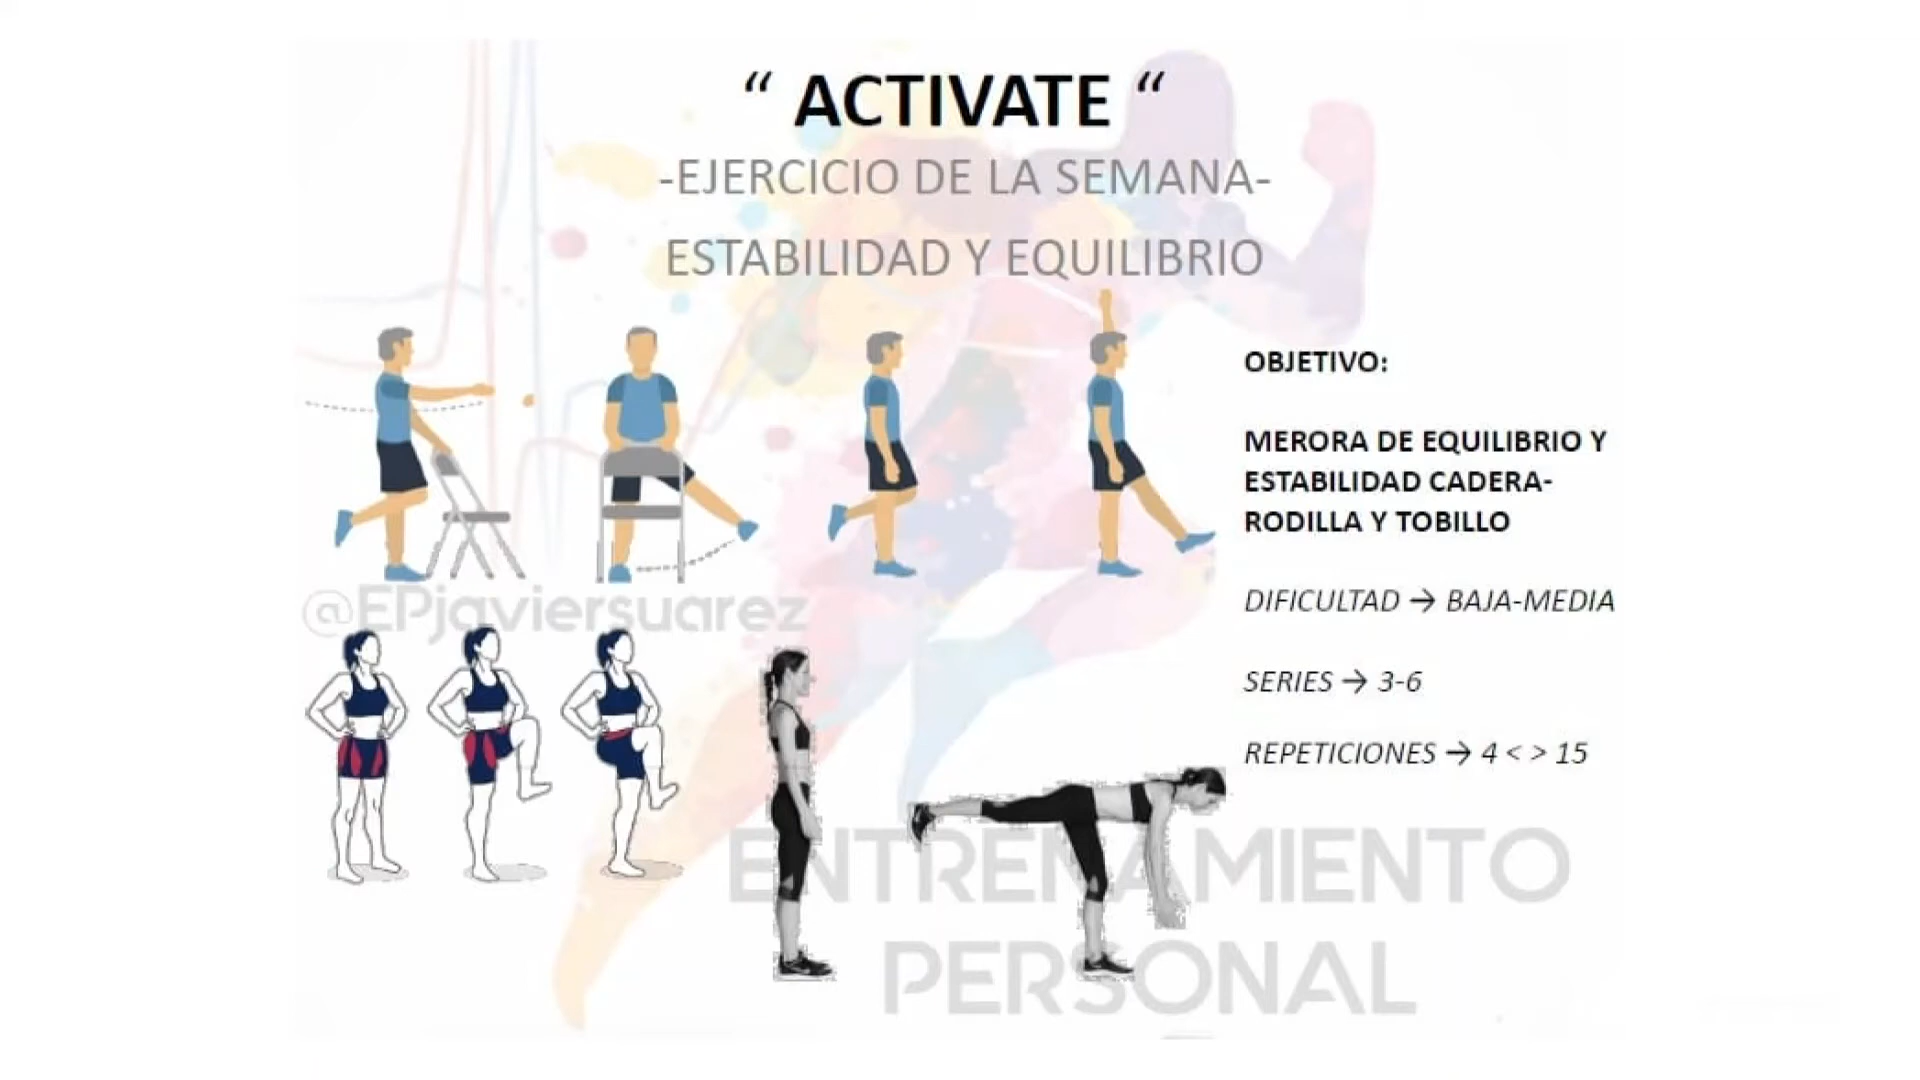 “ ACTIVATE “
-EJERCICIO DE LA SEMANA-
ESTABILIDAD Y EQUILIBRIO
OBJETIVO:
MERORA DE EQUILIBRIO Y
ESTABILIDAD CADERA-
RODILLA Y TOBILLO
DIFICULTAD → BAJA-MEDIA
SERIES → 3-6
REPETICIONES → 4 < > 15
@EPjaviersuarez
ENTRENAMIENTO
PERSONAL